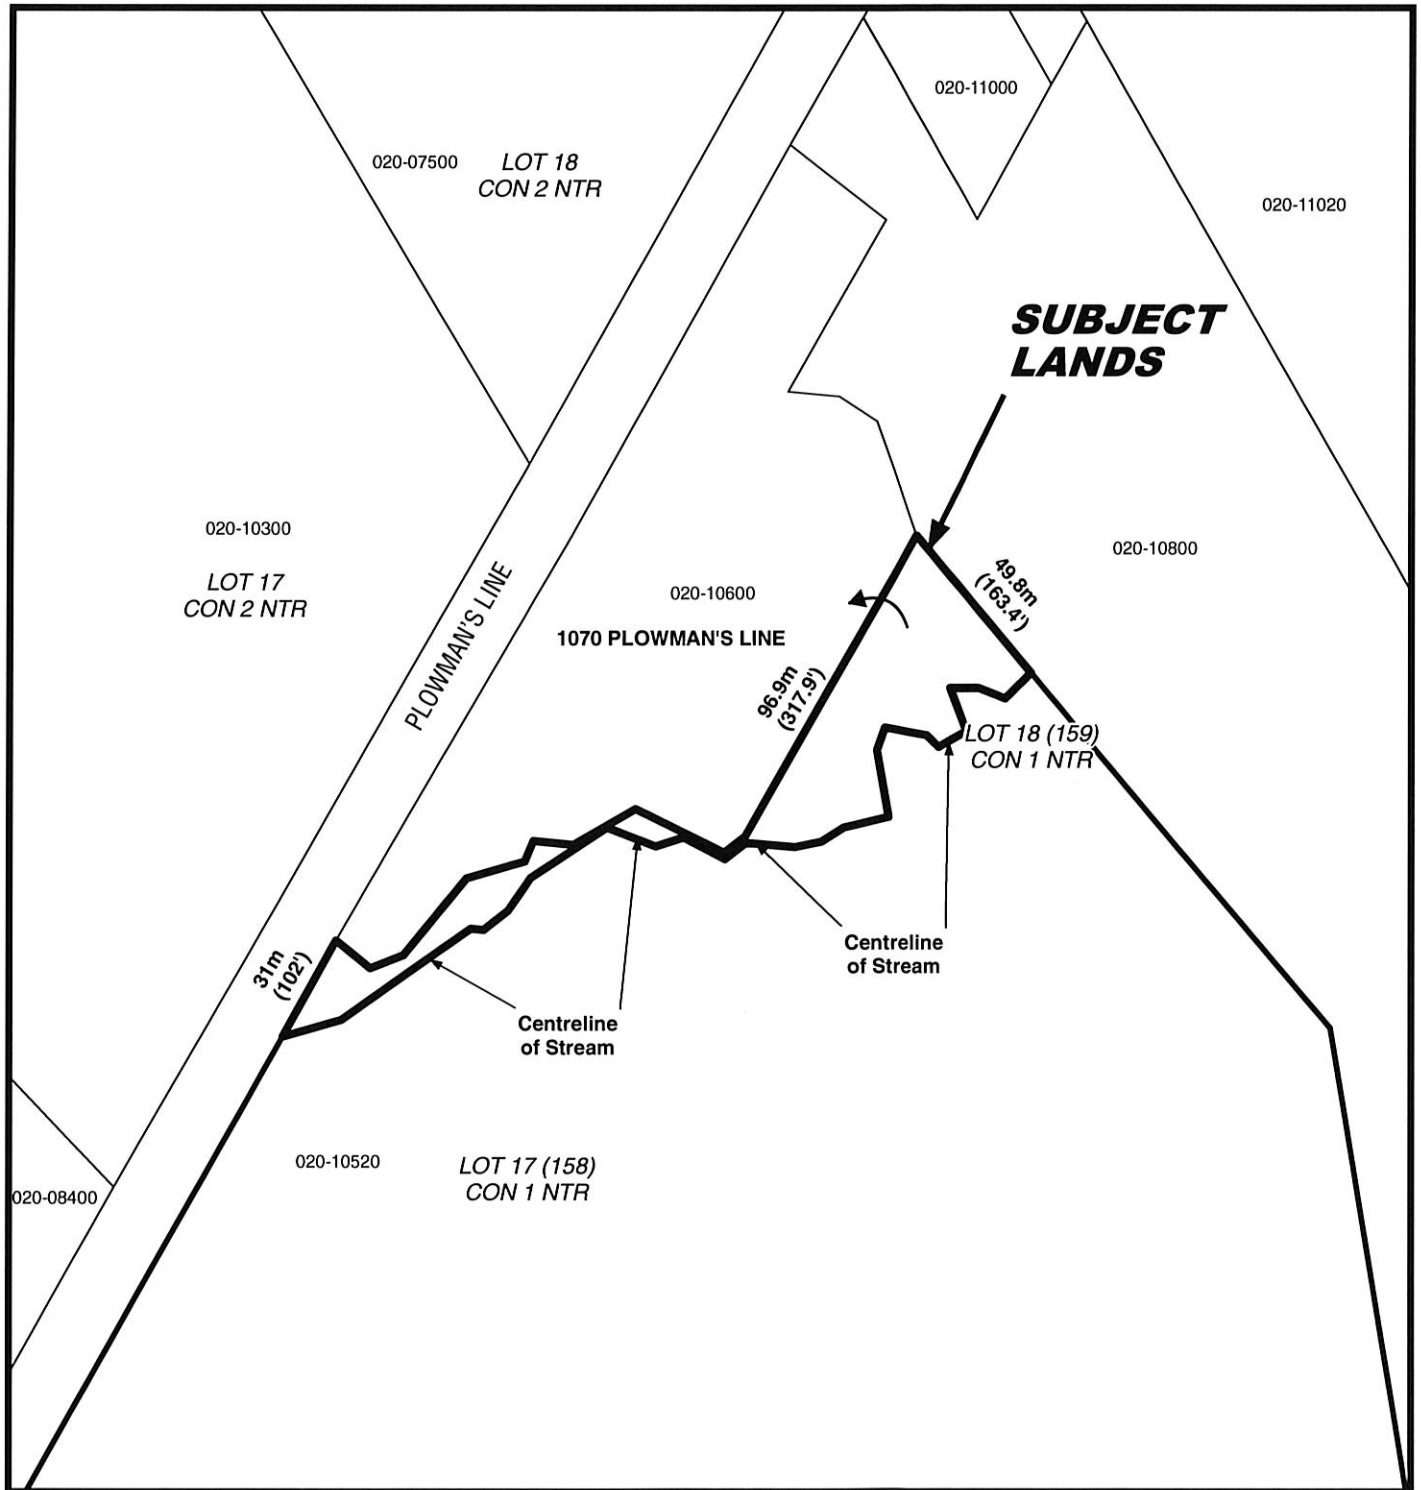 020-11000
020-07500
LOT 18
CON 2 NTR
020-11020
SUBJECT
LANDS
020-10300
LOT 17
CON 2 NTR
PLOWMAN'S LINE
020-10600
1070 PLOWMAN'S LINE
49.8m
(163.4')
020-10800
96.9m
(317.9')
LOT 18 (159)
CON 1 NTR
31m
(102')
Centreline
of Stream
Centreline
of Stream
020-10520
LOT 17 (158)
CON 1 NTR
020-08400